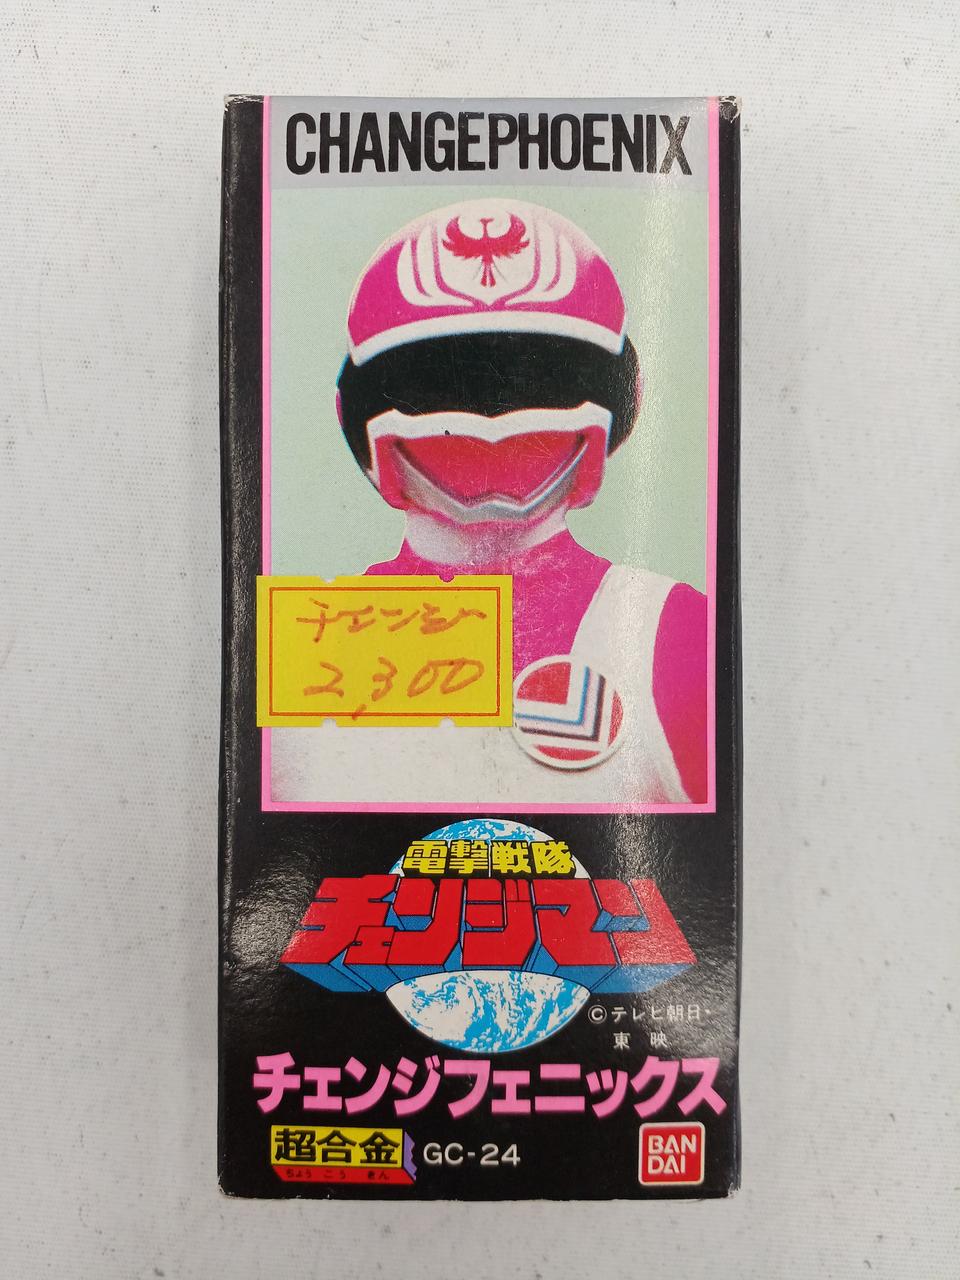 CHANGEPHOENIX
チェンジー
2,300
電撃戦隊
チェンジマン
©テレビ朝日・
東映
チェンジフェニックス
超合金
ちょう ごう きん
GC-24
BAN
DAI